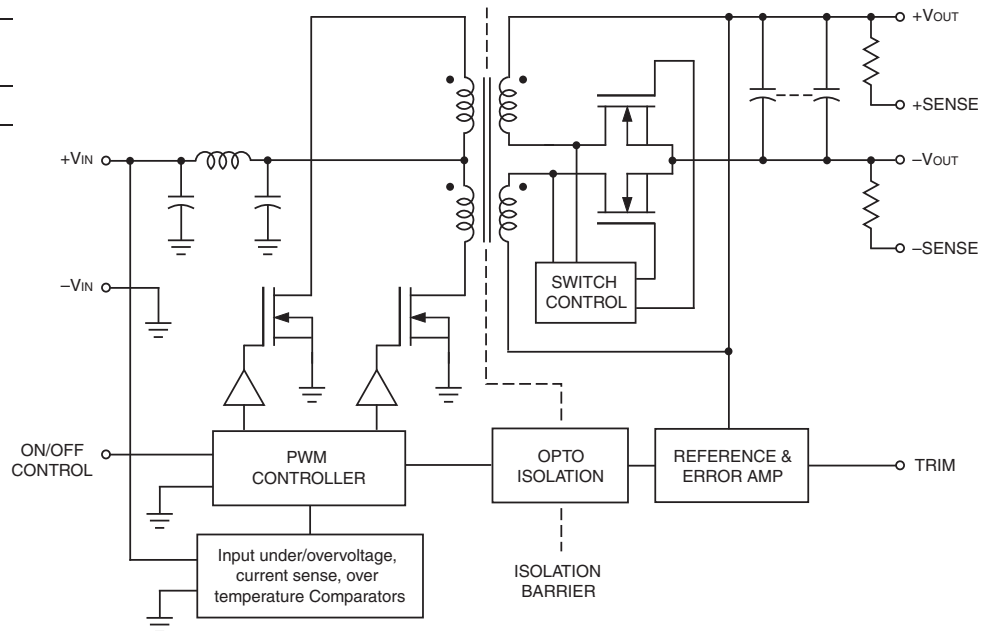 +VOUT
+SENSE
+VIN
–VOUT
–SENSE
–VIN
SWITCH
CONTROL
ON/OFF
CONTROL
PWM
CONTROLLER
OPTO
ISOLATION
REFERENCE &
ERROR AMP
TRIM
Input under/overvoltage,
current sense, over
temperature Comparators
ISOLATION
BARRIER